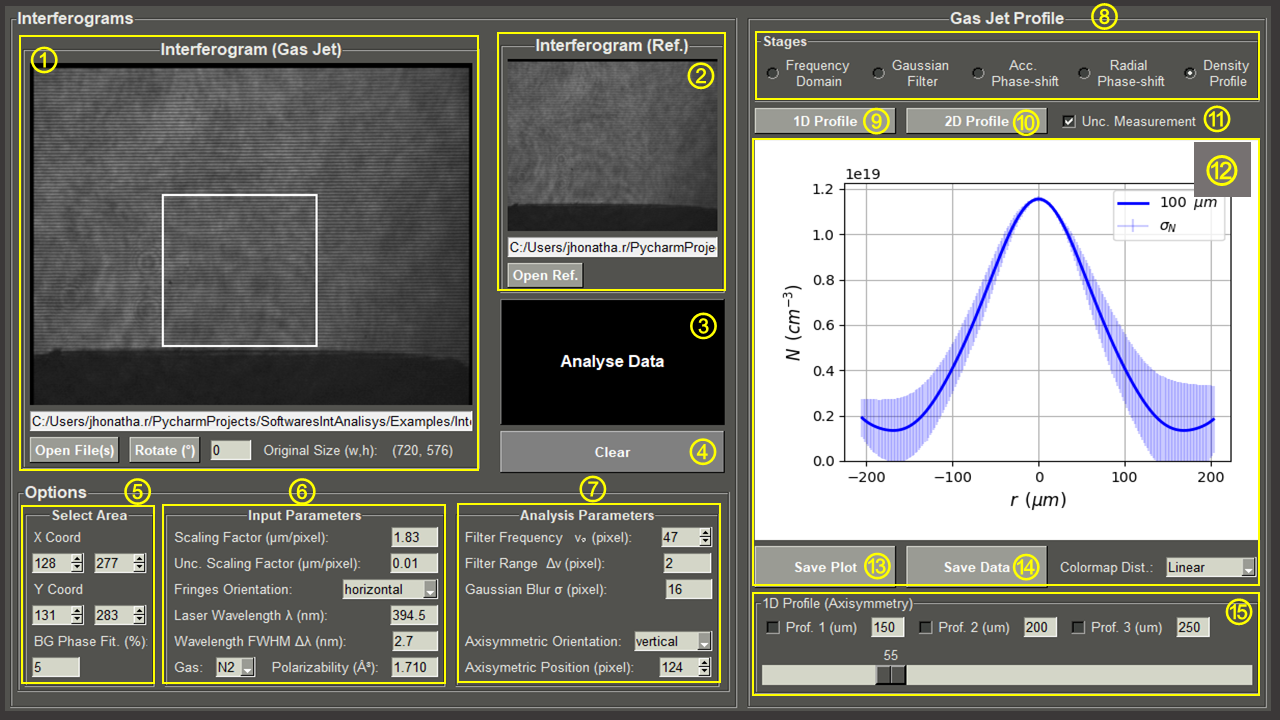 Interferograms
Interferogram (Gas Jet)
1
C:/Users/jhonatha.r/PycharmProjects/SoftwaresIntAnalisys/Examples/Inte
Open File(s)
Rotate (°)
0
Original Size (w,h): (720, 576)
Interferogram (Ref.)
2
C:/Users/jhonatha.r/PycharmProje
Open Ref.
3
Analyse Data
Clear
4
Options
5
Select Area
X Coord
128 277
Y Coord
131 283
BG Phase Fit. (%):
5
6
Input Parameters
Scaling Factor (µm/pixel): 1.83
Unc. Scaling Factor (µm/pixel): 0.01
Fringes Orientation: horizontal
Laser Wavelength λ (nm): 394.5
Wavelength FWHM Δλ (nm): 2.7
Gas: N2 Polarizability (Å³): 1.710
7
Analysis Parameters
Filter Frequency νₒ (pixel): 47
Filter Range Δν (pixel): 2
Gaussian Blur σ (pixel): 16
Axisymmetric Orientation: vertical
Axisymetric Position (pixel): 124
Gas Jet Profile
8
Stages
Frequency Domain
Gaussian Filter
Acc. Phase-shift
Radial Phase-shift
Density Profile
1D Profile
9
2D Profile
10
Unc. Measurement
11
12
1e19
100 µm
σN
1.2
1.0
0.8
0.6
0.4
0.2
0.0
N (cm⁻³)
−200 −100 0 100 200
r (µm)
Save Plot
13
Save Data
14
Colormap Dist.: Linear
1D Profile (Axisymmetry)
15
Prof. 1 (um) 150
Prof. 2 (um) 200
Prof. 3 (um) 250
55